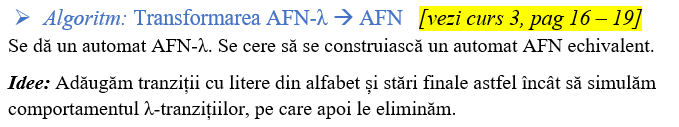 ➢ Algoritm: Transformarea AFN-λ → AFN [vezi curs 3, pag 16 – 19]
Se dă un automat AFN-λ. Se cere să se construiască un automat AFN echivalent.
Idee: Adăugăm tranziții cu litere din alfabet și stări finale astfel încât să simulăm
comportamentul λ-tranzițiilor, pe care apoi le eliminăm.